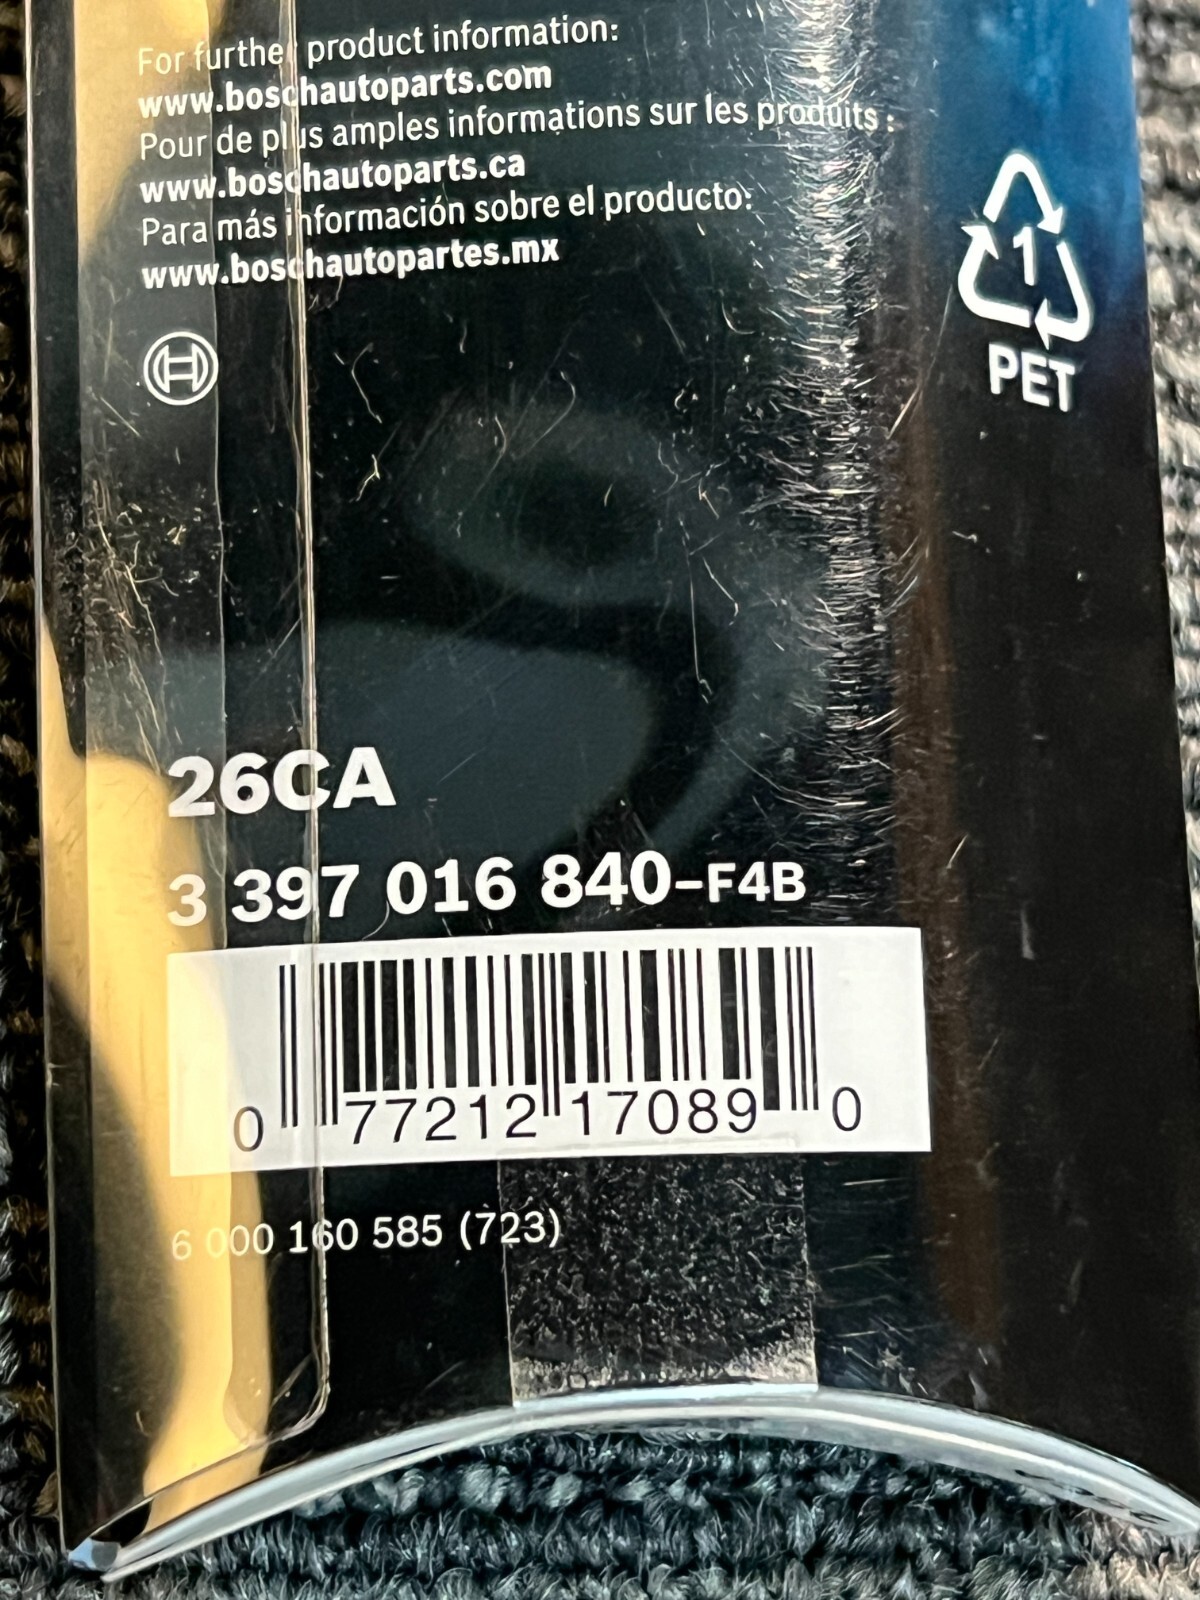 For further product information:
www.boschautoparts.com
Pour de plus amples informations sur les produits :
www.boschautoparts.ca
Para más información sobre el producto:
www.boschautopartes.mx
1
PET
26CA
3 397 016 840-F4B
0 77212 17089 0
6 000 160 585 (723)